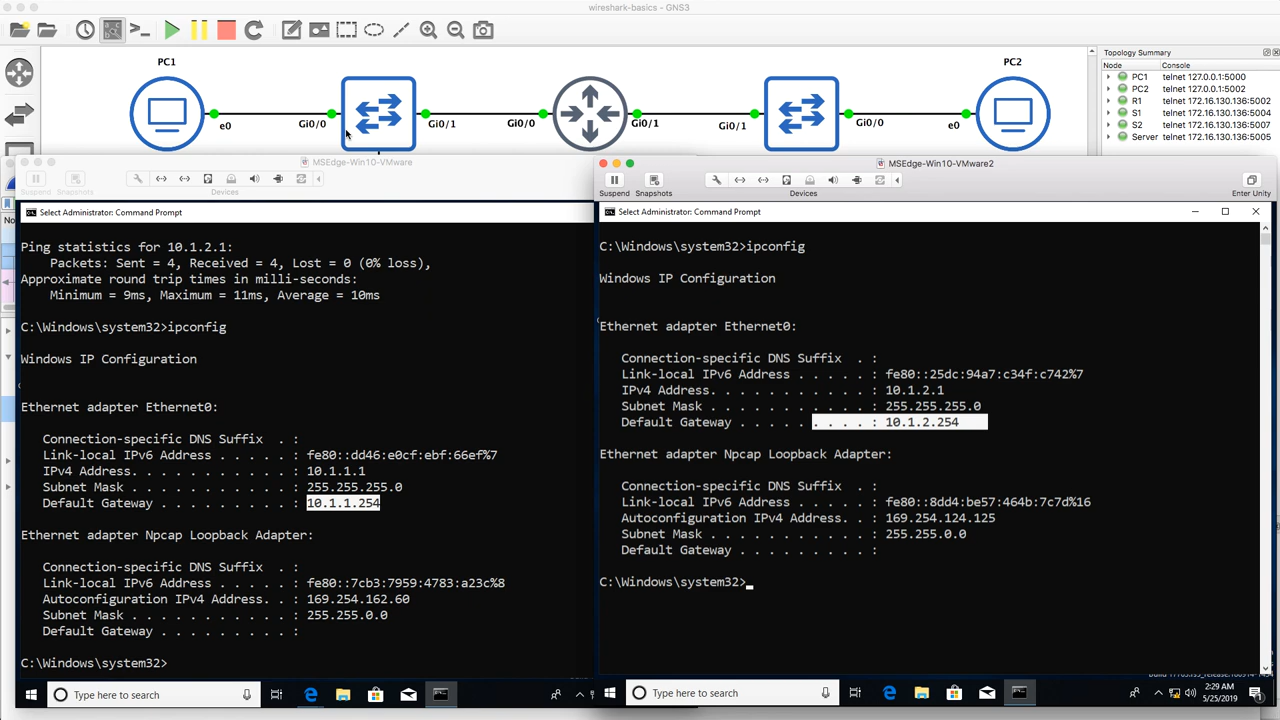 wireshark-basics - GNS3
Topology Summary
Node Console
PC1 telnet 127.0.0.1:5000
PC2 telnet 127.0.0.1:5002
R1 telnet 172.16.130.136:5006
S1 telnet 172.16.130.136:5004
S2 telnet 172.16.130.136:5007
Server telnet 172.16.130.136:5005
PC1
PC2
e0 Gi0/0 Gi0/1 Gi0/0 Gi0/1 Gi0/1 Gi0/0 e0
No
MSEdge-Win10-VMware
Suspend Snapshots Devices
Select Administrator: Command Prompt
Ping statistics for 10.1.2.1:
Packets: Sent = 4, Received = 4, Lost = 0 (0% loss),
Approximate round trip times in milli-seconds:
Minimum = 9ms, Maximum = 11ms, Average = 10ms
C:\Windows\system32>ipconfig
Windows IP Configuration
Ethernet adapter Ethernet0:
Connection-specific DNS Suffix . :
Link-local IPv6 Address . . . . . : fe80::dd46:e0cf:ebf:66ef%7
IPv4 Address. . . . . . . . . . . : 10.1.1.1
Subnet Mask . . . . . . . . . . . : 255.255.255.0
Default Gateway . . . . . . . . . : 10.1.1.254
Ethernet adapter Npcap Loopback Adapter:
Connection-specific DNS Suffix . :
Link-local IPv6 Address . . . . . : fe80::7cb3:7959:4783:a23c%8
Autoconfiguration IPv4 Address. . : 169.254.162.60
Subnet Mask . . . . . . . . . . . : 255.255.0.0
Default Gateway . . . . . . . . . :
C:\Windows\system32>
Type here to search
MSEdge-Win10-VMware2
Suspend Snapshots Devices Enter Unity
Select Administrator: Command Prompt
C:\Windows\system32>ipconfig
Windows IP Configuration
Ethernet adapter Ethernet0:
Connection-specific DNS Suffix . :
Link-local IPv6 Address . . . . . : fe80::25dc:94a7:c34f:c742%7
IPv4 Address. . . . . . . . . . . : 10.1.2.1
Subnet Mask . . . . . . . . . . . : 255.255.255.0
Default Gateway . . . . . . . . . : 10.1.2.254
Ethernet adapter Npcap Loopback Adapter:
Connection-specific DNS Suffix . :
Link-local IPv6 Address . . . . . : fe80::8dd4:be57:464b:7c7d%16
Autoconfiguration IPv4 Address. . : 169.254.124.125
Subnet Mask . . . . . . . . . . . : 255.255.0.0
Default Gateway . . . . . . . . . :
C:\Windows\system32>
Type here to search
2:29 AM
5/25/2019